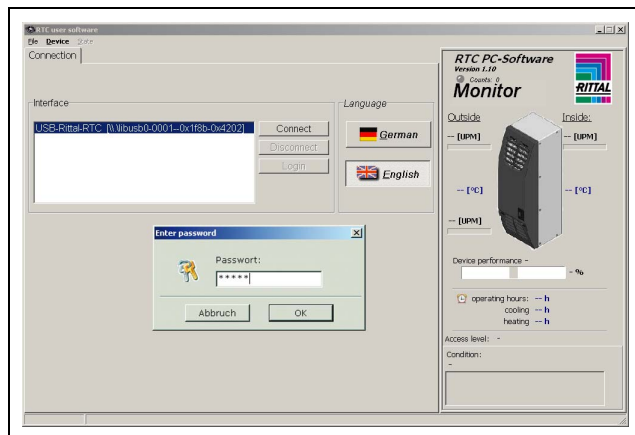 RTC user software
File Device State
Connection
Interface
USB-Rittal-RTC [\\.\libusb0-0001--0x1f8b-0x4202]
Connect
Disconnect
Login
Language
German
English
Enter password
Passwort:
*****
Abbruch
OK
RTC PC-Software
Version 1.10
Counts: 0
Monitor
RITTAL
Outside
Inside:
-- [UPM]
-- [UPM]
-- [°C]
-- [°C]
-- [UPM]
Device performance -
- %
operating hours: -- h
cooling -- h
heating -- h
Access level: -
Condition:
-